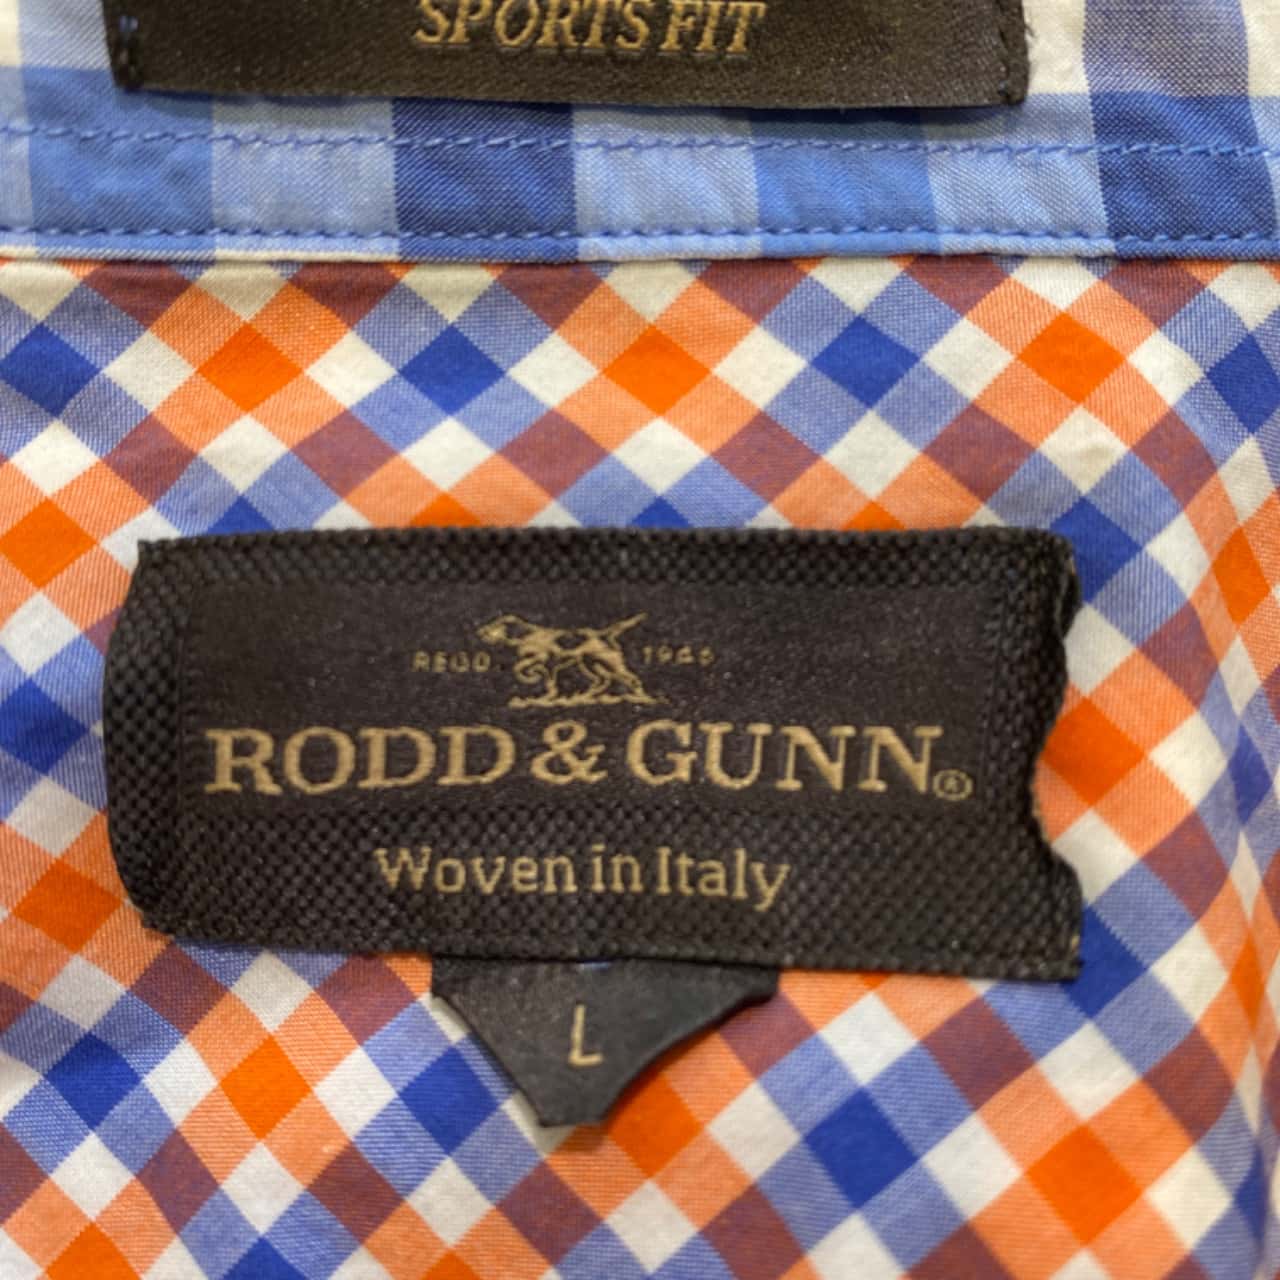 SPORTS FIT
REGD. 1946
RODD & GUNN®
Woven in Italy
L